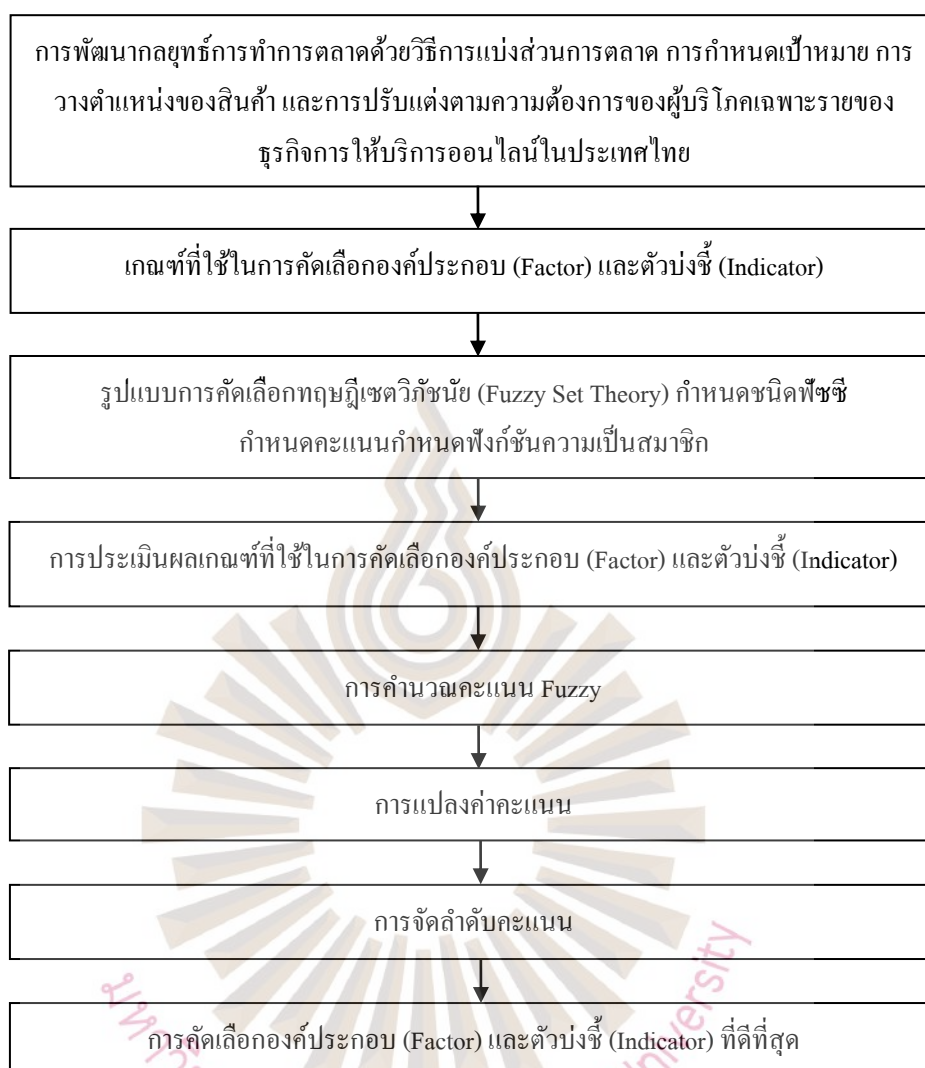 การพัฒนากลยุทธ์การทำการตลาดด้วยวิธีการแบ่งส่วนการตลาด การกำหนดเป้าหมาย การ
วางตำแหน่งของสินค้า และการปรับแต่งตามความต้องการของผู้บริโภคเฉพาะรายของ
ธุรกิจการให้บริการออนไลน์ในประเทศไทย
เกณฑ์ที่ใช้ในการคัดเลือกองค์ประกอบ (Factor) และตัวบ่งชี้ (Indicator)
รูปแบบการคัดเลือกทฤษฎีเซตวิภัชนัย (Fuzzy Set Theory) กำหนดชนิดฟัซซี
กำหนดคะแนนกำหนดฟังก์ชันความเป็นสมาชิก
การประเมินผลเกณฑ์ที่ใช้ในการคัดเลือกองค์ประกอบ (Factor) และตัวบ่งชี้ (Indicator)
การคำนวณคะแนน Fuzzy
การแปลงค่าคะแนน
การจัดลำดับคะแนน
การคัดเลือกองค์ประกอบ (Factor) และตัวบ่งชี้ (Indicator) ที่ดีที่สุด